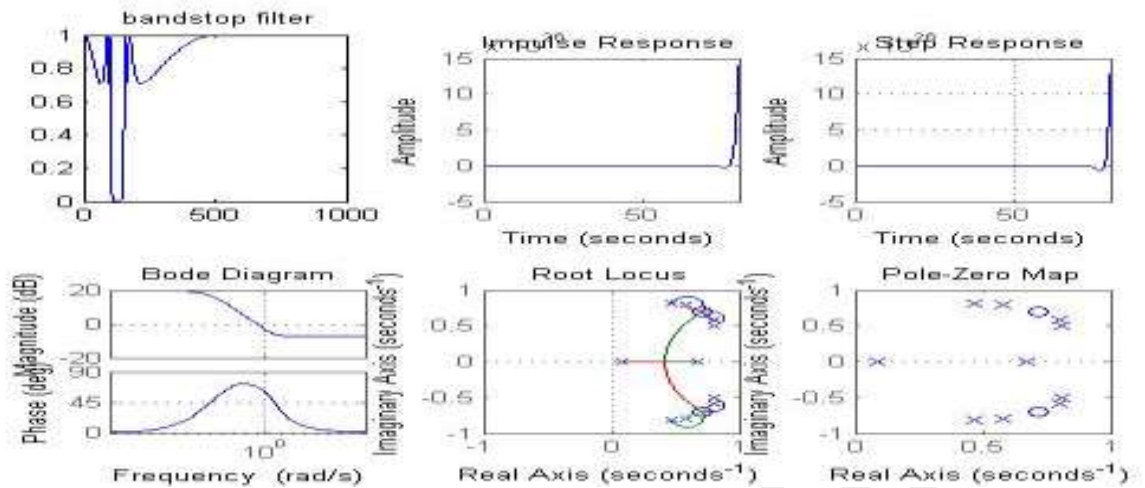 bandstop filter
1
0.8
0.6
0.4
0.2
0
0 500 1000
Impulse Response
15
10
5
0
-5
0 50
Amplitude
Time (seconds)
Step Response
15
10
5
0
-5
0 50
Amplitude
Time (seconds)
Bode Diagram
Magnitude (dB)
20
0
-20
Phase (deg)
90
45
0
10⁰
Frequency (rad/s)
Root Locus
Imaginary Axis (seconds⁻¹)
1
0.5
0
-0.5
-1
-1 0 1
Real Axis (seconds⁻¹)
Pole-Zero Map
Imaginary Axis (seconds⁻¹)
1
0.5
0
-0.5
-1
0 0.5 1
Real Axis (seconds⁻¹)